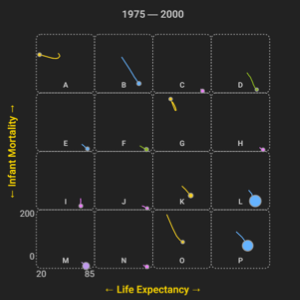 1975 — 2000
A B C D
E F G H
I J K L
M N O P
← Infant Mortality →
200
0
20 85
← Life Expectancy →